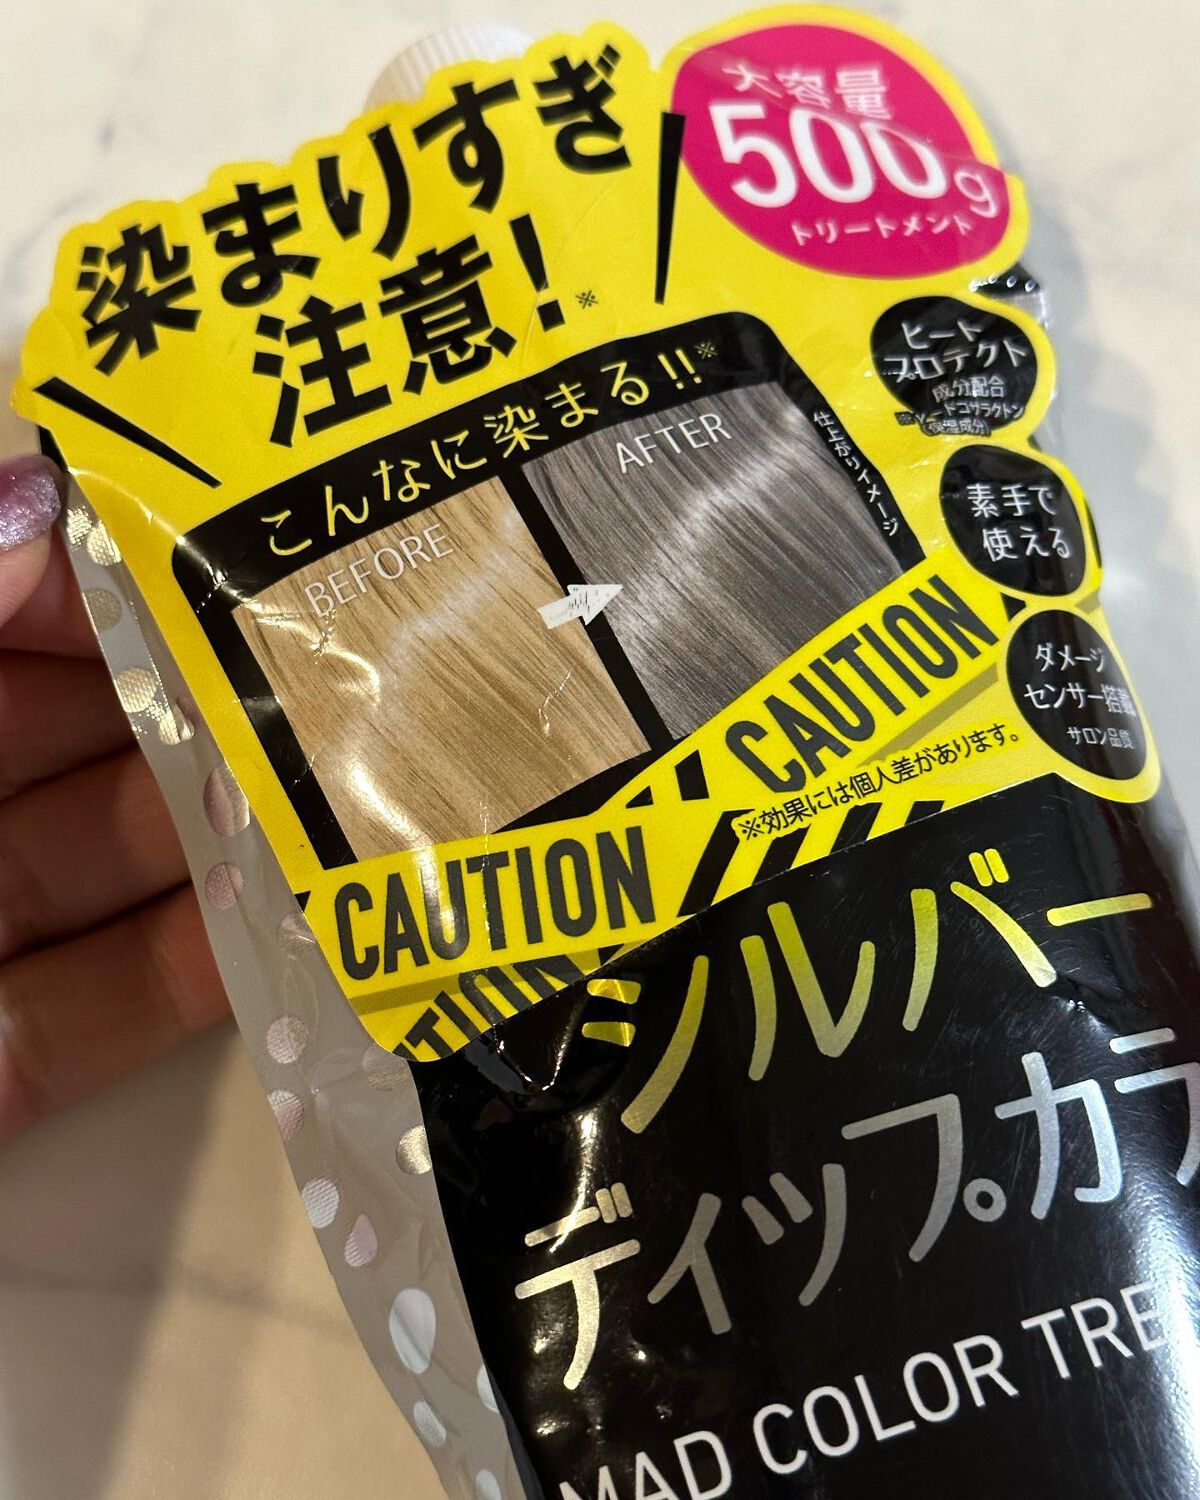 染まりすぎ
注意!※
大容量
500g
トリートメント
こんなに染まる!!※
BEFORE
AFTER
仕上がりイメージ
ヒート
プロテクト
成分配合
(保湿成分)
素手で
使える
ダメージ
センサー搭載
サロン品質
CAUTION
※効果には個人差があります。
CAUTION
TION
シルバー
ディップカラ
MAD COLOR TRE